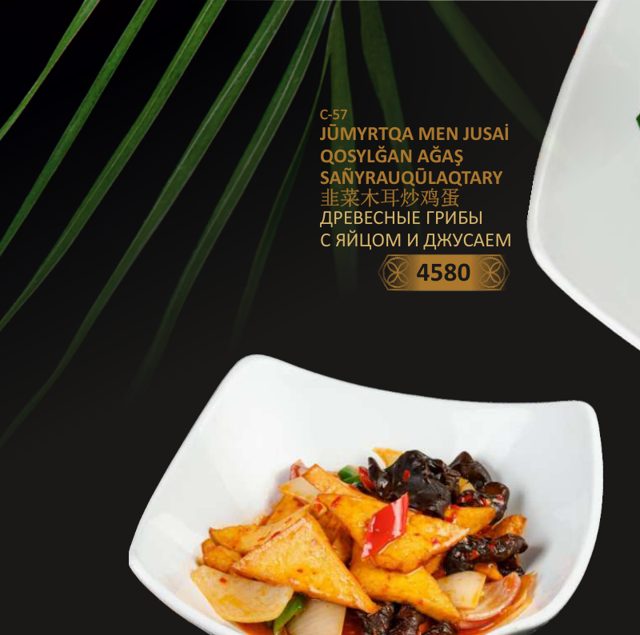 C-57
JŪMYRTQA MEN JUSAİ
QOSYLĞAN AĞAŞ
SAÑYRAUQŪLAQTARY
韭菜木耳炒鸡蛋
ДРЕВЕСНЫЕ ГРИБЫ
С ЯЙЦОМ И ДЖУСАЕМ
4580